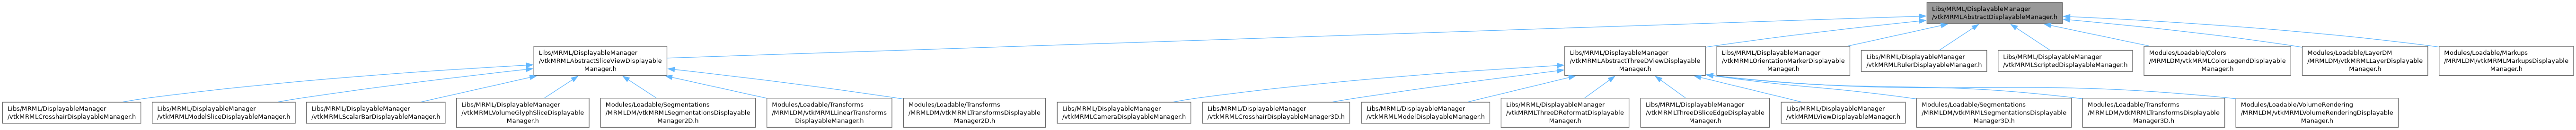 Libs/MRML/DisplayableManager
/vtkMRMLAbstractDisplayableManager.h
Libs/MRML/DisplayableManager
/vtkMRMLAbstractSliceViewDisplayable
Manager.h
Libs/MRML/DisplayableManager
/vtkMRMLAbstractThreeDViewDisplayable
Manager.h
Libs/MRML/DisplayableManager
/vtkMRMLOrientationMarkerDisplayable
Manager.h
Libs/MRML/DisplayableManager
/vtkMRMLRulerDisplayableManager.h
Libs/MRML/DisplayableManager
/vtkMRMLScriptedDisplayableManager.h
Modules/Loadable/Colors
/MRMLDM/vtkMRMLColorLegendDisplayable
Manager.h
Modules/Loadable/LayerDM
/MRMLDM/vtkMRMLLayerDisplayable
Manager.h
Modules/Loadable/Markups
/MRMLDM/vtkMRMLMarkupsDisplayable
Manager.h
Libs/MRML/DisplayableManager
/vtkMRMLCrosshairDisplayableManager.h
Libs/MRML/DisplayableManager
/vtkMRMLModelSliceDisplayableManager.h
Libs/MRML/DisplayableManager
/vtkMRMLScalarBarDisplayableManager.h
Libs/MRML/DisplayableManager
/vtkMRMLVolumeGlyphSliceDisplayable
Manager.h
Modules/Loadable/Segmentations
/MRMLDM/vtkMRMLSegmentationsDisplayable
Manager2D.h
Modules/Loadable/Transforms
/MRMLDM/vtkMRMLLinearTransforms
DisplayableManager.h
Modules/Loadable/Transforms
/MRMLDM/vtkMRMLTransformsDisplayable
Manager2D.h
Libs/MRML/DisplayableManager
/vtkMRMLCameraDisplayableManager.h
Libs/MRML/DisplayableManager
/vtkMRMLCrosshairDisplayableManager3D.h
Libs/MRML/DisplayableManager
/vtkMRMLModelDisplayableManager.h
Libs/MRML/DisplayableManager
/vtkMRMLThreeDReformatDisplayable
Manager.h
Libs/MRML/DisplayableManager
/vtkMRMLThreeDSliceEdgeDisplayable
Manager.h
Libs/MRML/DisplayableManager
/vtkMRMLViewDisplayableManager.h
Modules/Loadable/Segmentations
/MRMLDM/vtkMRMLSegmentationsDisplayable
Manager3D.h
Modules/Loadable/Transforms
/MRMLDM/vtkMRMLTransformsDisplayable
Manager3D.h
Modules/Loadable/VolumeRendering
/MRMLDM/vtkMRMLVolumeRenderingDisplayable
Manager.h